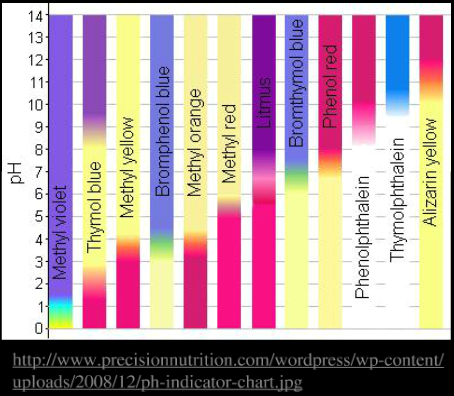 14
13
12
11
10
9
8
7
6
5
4
3
2
1
0
pH
Methyl violet
Thymol blue
Methyl yellow
Bromphenol blue
Methyl orange
Methyl red
Litmus
Bromthymol blue
Phenol red
Phenolphthalein
Thymolphthalein
Alizarin yellow
http://www.precisionnutrition.com/wordpress/wp-content/
uploads/2008/12/ph-indicator-chart.jpg